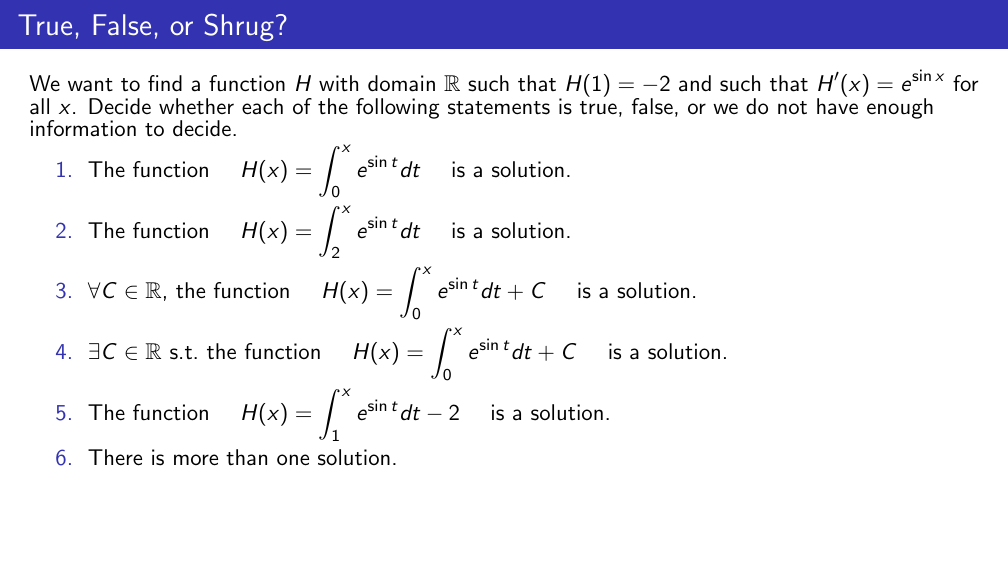 True, False, or Shrug?
We want to find a function H with domain ℝ such that H(1) = −2 and such that H′(x) = e^{sin x} for
all x. Decide whether each of the following statements is true, false, or we do not have enough
information to decide.
1. The function H(x) = ∫_0^x e^{sin t} dt is a solution.
2. The function H(x) = ∫_2^x e^{sin t} dt is a solution.
3. ∀C ∈ ℝ, the function H(x) = ∫_0^x e^{sin t} dt + C is a solution.
4. ∃C ∈ ℝ s.t. the function H(x) = ∫_0^x e^{sin t} dt + C is a solution.
5. The function H(x) = ∫_1^x e^{sin t} dt − 2 is a solution.
6. There is more than one solution.